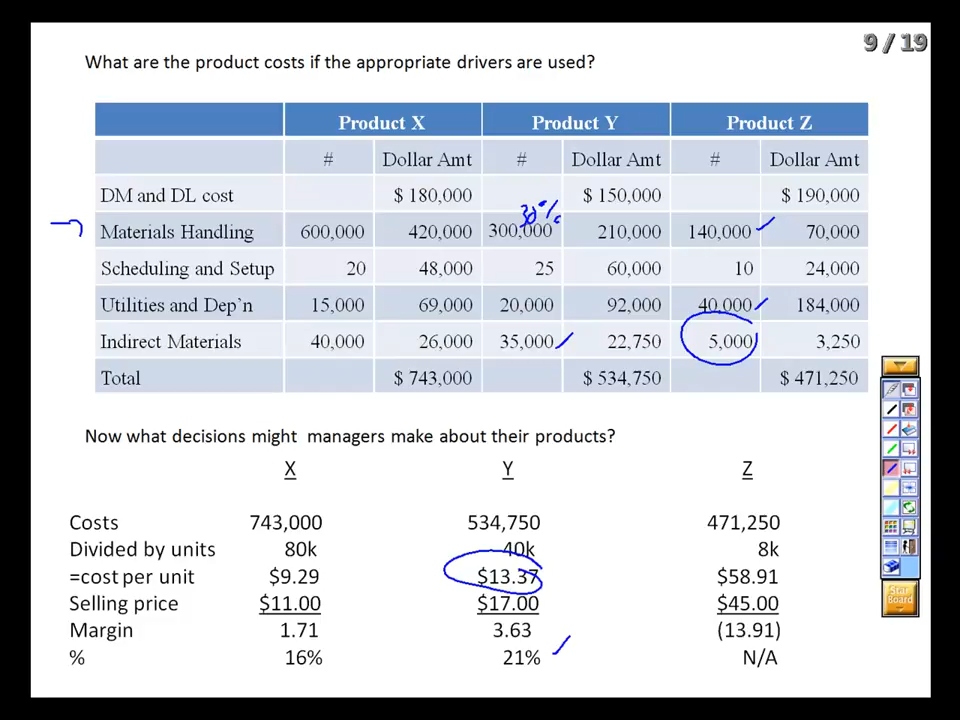 9 / 19
What are the product costs if the appropriate drivers are used?
Product X Product Y Product Z
# Dollar Amt # Dollar Amt # Dollar Amt
DM and DL cost $ 180,000 $ 150,000 $ 190,000
30%
Materials Handling 600,000 420,000 300,000 210,000 140,000 70,000
Scheduling and Setup 20 48,000 25 60,000 10 24,000
Utilities and Dep'n 15,000 69,000 20,000 92,000 40,000 184,000
Indirect Materials 40,000 26,000 35,000 22,750 5,000 3,250
Total $ 743,000 $ 534,750 $ 471,250
Now what decisions might managers make about their products?
X Y Z
Costs 743,000 534,750 471,250
Divided by units 80k 40k 8k
=cost per unit $9.29 $13.37 $58.91
Selling price $11.00 $17.00 $45.00
Margin 1.71 3.63 (13.91)
% 16% 21% N/A
Star
Board